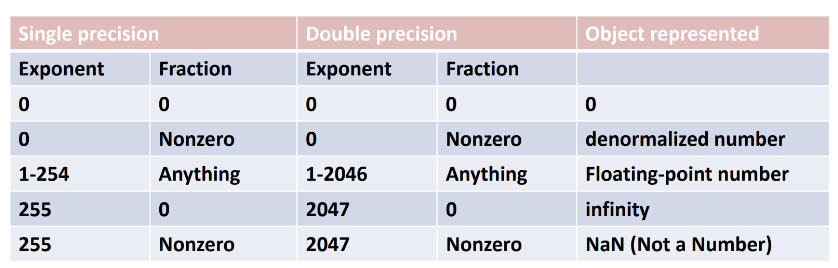 Single precision Double precision Object represented
Exponent Fraction Exponent Fraction
0 0 0 0 0
0 Nonzero 0 Nonzero denormalized number
1-254 Anything 1-2046 Anything Floating-point number
255 0 2047 0 infinity
255 Nonzero 2047 Nonzero NaN (Not a Number)